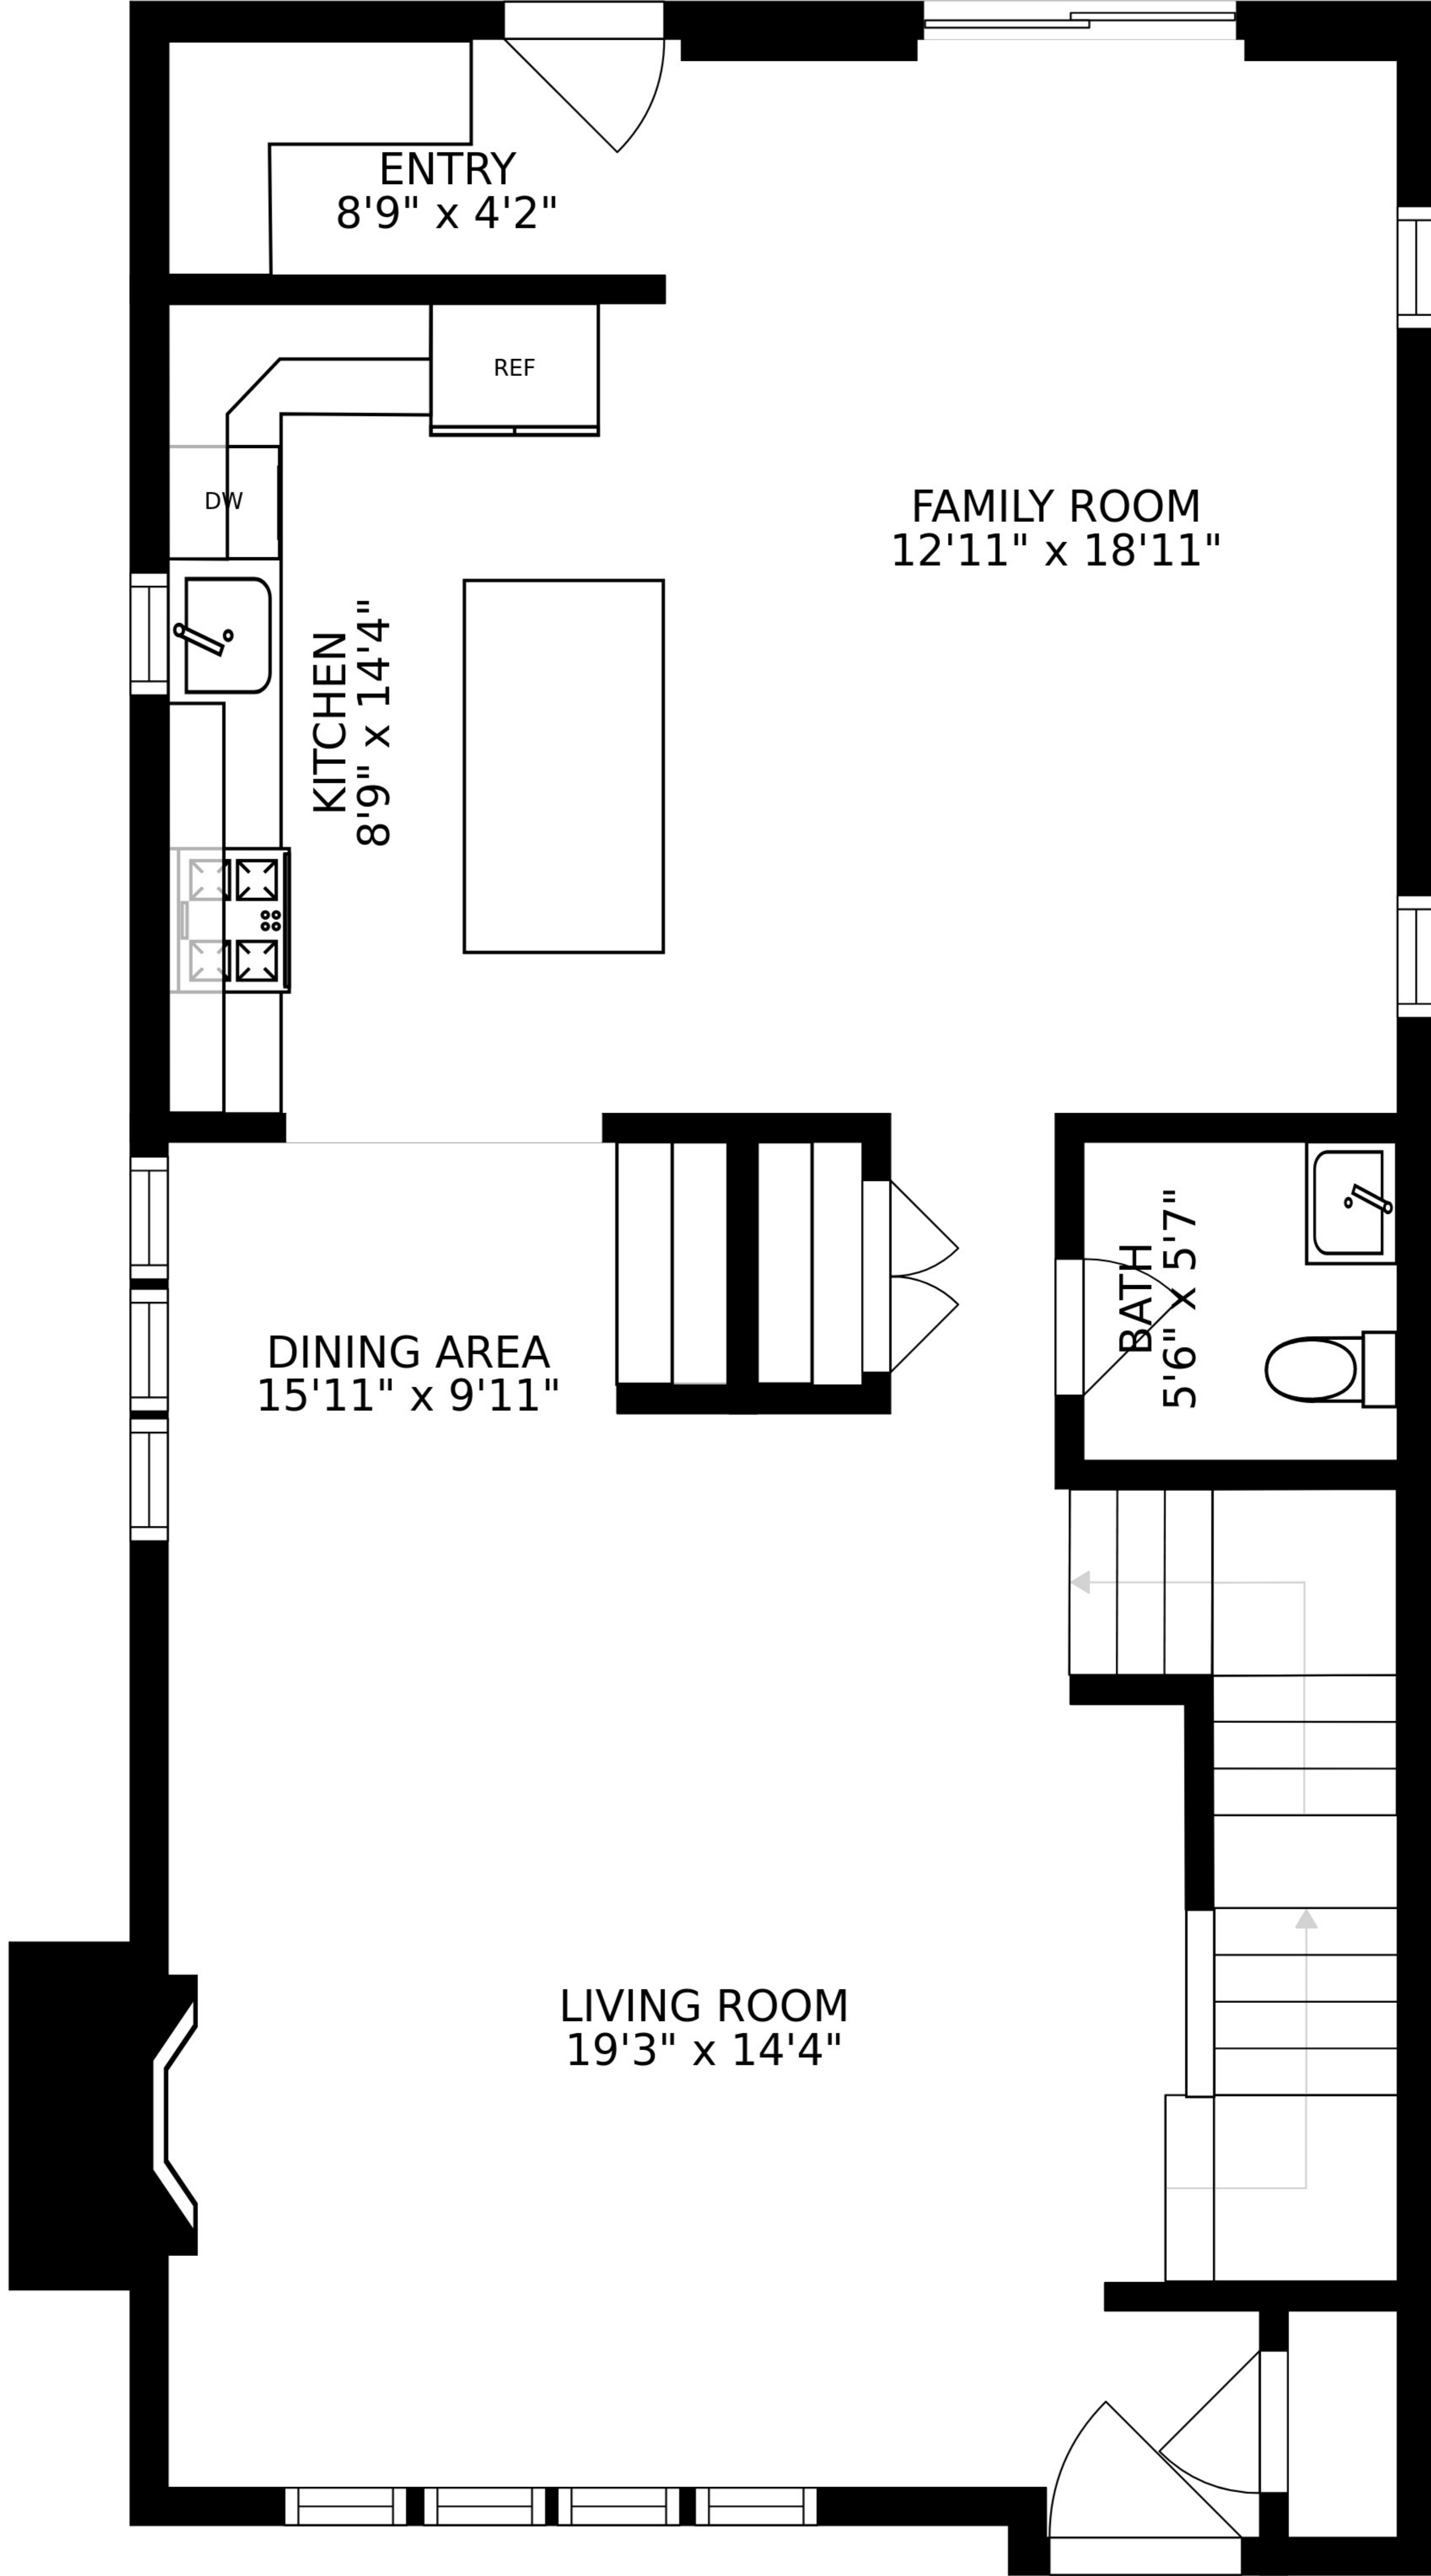 ENTRY
8'9" x 4'2"
REF
DW
FAMILY ROOM
12'11" x 18'11"
KITCHEN
8'9" x 14'4"
BATH
5'6" x 5'7"
DINING AREA
15'11" x 9'11"
LIVING ROOM
19'3" x 14'4"